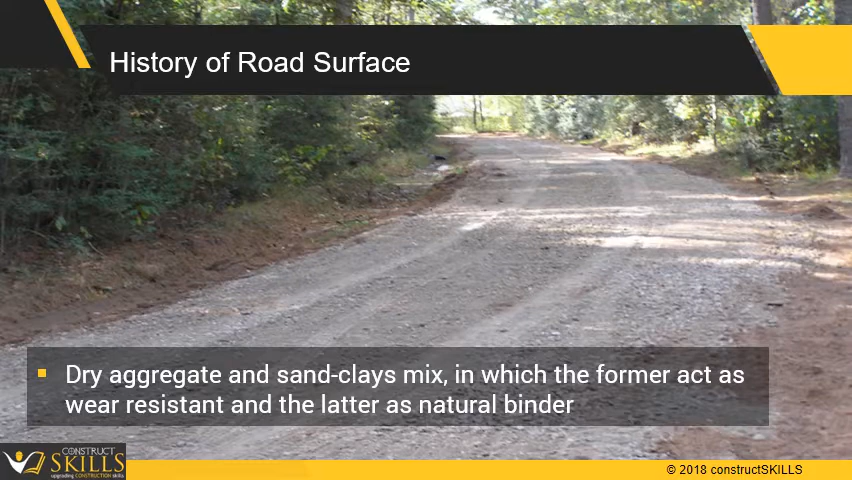 History of Road Surface
▪ Dry aggregate and sand-clays mix, in which the former act as
wear resistant and the latter as natural binder
CONSTRUCT
SKILLS
upgrading CONSTRUCTION skills
© 2018 constructSKILLS